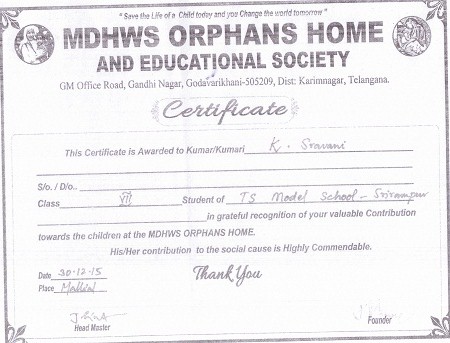 " Save the Life of a Child today and you Change the world tomorrow "
MDHWS ORPHANS HOME
AND EDUCATIONAL SOCIETY
GM Office Road, Gandhi Nagar, Godavarikhani-505209, Dist: Karimnagar, Telangana.
Certificate
This Certificate is Awarded to Kumar/Kumari K. Sravani
S/o. / D/o..
Class VII Student of TS Model School - Srirampur
in grateful recognition of your valuable Contribution
towards the children at the MDHWS ORPHANS HOME.
His/Her contribution to the social cause is Highly Commendable.
Date 30-12-15
Thank You
Place
Head Master
Founder